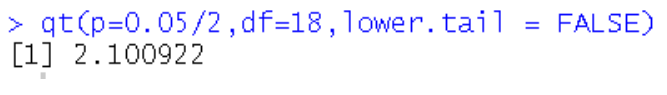 > qt(p=0.05/2,df=18,lower.tail = FALSE)
[1] 2.100922